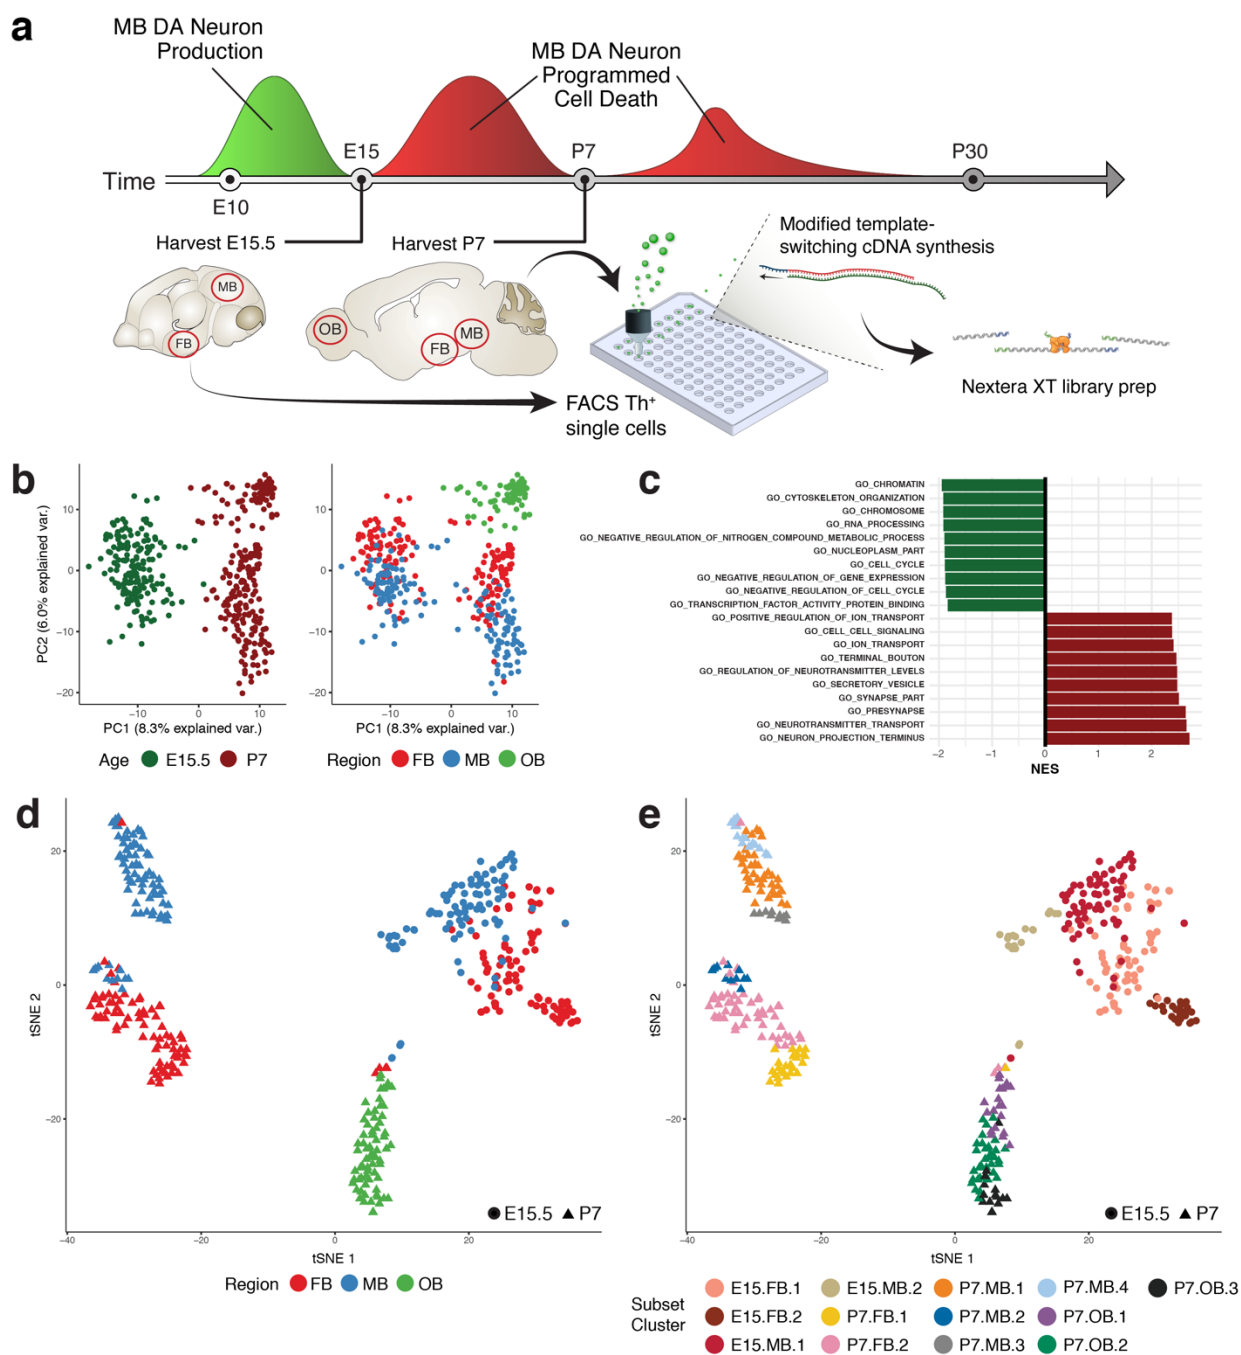 a
MB DA Neuron
Production
MB DA Neuron
Programmed
Cell Death
E15
P7
P30
Time
E10
Harvest E15.5
Harvest P7
Modified template-
switching cDNA synthesis
MB
FB
OB
FB
MB
Nextera XT library prep
FACS Th+
single cells
b
PC2 (6.0% explained var.)
10
0
−10
−20
−10
0
10
PC1 (8.3% explained var.)
Age
E15.5
P7
10
0
−10
−20
−10
0
10
PC1 (8.3% explained var.)
Region
FB
MB
OB
c
GO_CHROMATIN
GO_CYTOSKELETON_ORGANIZATION
GO_CHROMOSOME
GO_RNA_PROCESSING
GO_NEGATIVE_REGULATION_OF_NITROGEN_COMPOUND_METABOLIC_PROCESS
GO_NUCLEOPLASM_PART
GO_CELL_CYCLE
GO_NEGATIVE_REGULATION_OF_GENE_EXPRESSION
GO_NEGATIVE_REGULATION_OF_CELL_CYCLE
GO_TRANSCRIPTION_FACTOR_ACTIVITY_PROTEIN_BINDING
GO_POSITIVE_REGULATION_OF_ION_TRANSPORT
GO_CELL_CELL_SIGNALING
GO_ION_TRANSPORT
GO_TERMINAL_BOUTON
GO_REGULATION_OF_NEUROTRANSMITTER_LEVELS
GO_SECRETORY_VESICLE
GO_SYNAPSE_PART
GO_PRESYNAPSE
GO_NEUROTRANSMITTER_TRANSPORT
GO_NEURON_PROJECTION_TERMINUS
−2
−1
0
1
2
NES
d
tSNE 2
20
0
−20
−40
−20
0
20
tSNE 1
E15.5
P7
Region
FB
MB
OB
e
tSNE 2
20
0
−20
−40
−20
0
20
tSNE 1
E15.5
P7
Subset
Cluster
E15.FB.1
E15.MB.2
P7.MB.1
P7.MB.4
P7.OB.3
E15.FB.2
P7.FB.1
P7.MB.2
P7.OB.1
E15.MB.1
P7.FB.2
P7.MB.3
P7.OB.2